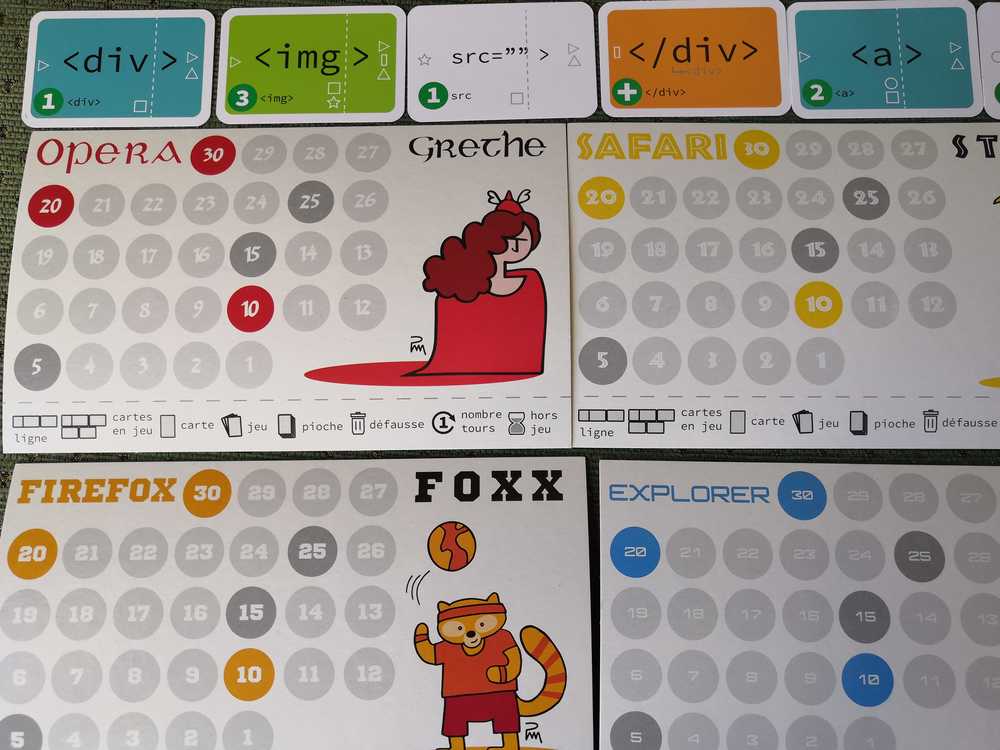 <div>
1 <div>
<img >
3 <img>
src="" >
1 src
</div>
+ </div>
<a >
2 <a>
OPERA 30 29 28 27 GRETHE
20 21 22 23 24 25 26
19 18 17 16 15 14 13
6 7 8 9 10 11 12
5 4 3 2 1
ligne cartes en jeu carte jeu pioche défausse 1 nombre tours hors jeu
SAFARI 30 29 28 27 ST
20 21 22 23 24 25 26
19 18 17 16 15 14 13
6 7 8 9 10 11 12
5 4 3 2 1
ligne cartes en jeu carte jeu pioche défausse
FIREFOX 30 29 28 27 FOXX
20 21 22 23 24 25 26
19 18 17 16 15 14 13
6 7 8 9 10 11 12
5 4 3 2 1
EXPLORER 30 29 28 27
20 21 22 23 24 25 26
19 18 17 16 15 14 13
6 7 8 9 10 11 12
5 4 3 2 1